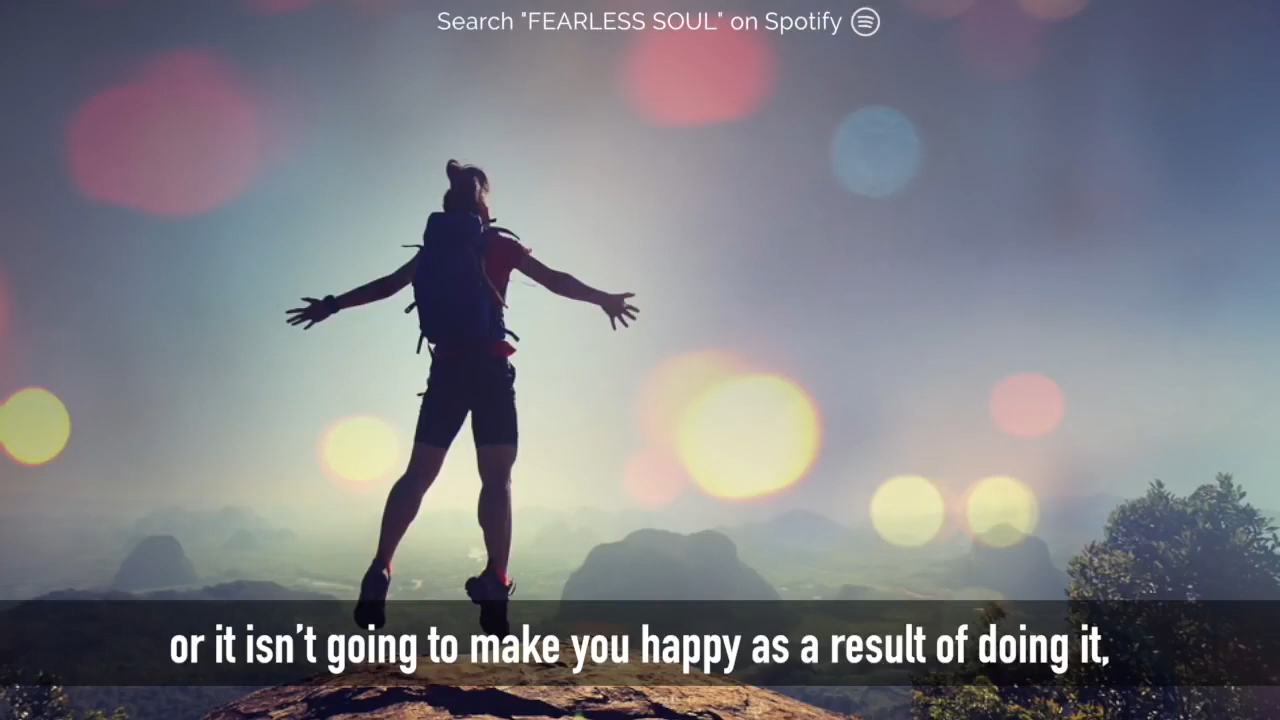 Search "FEARLESS SOUL" on Spotify
or it isn't going to make you happy as a result of doing it,